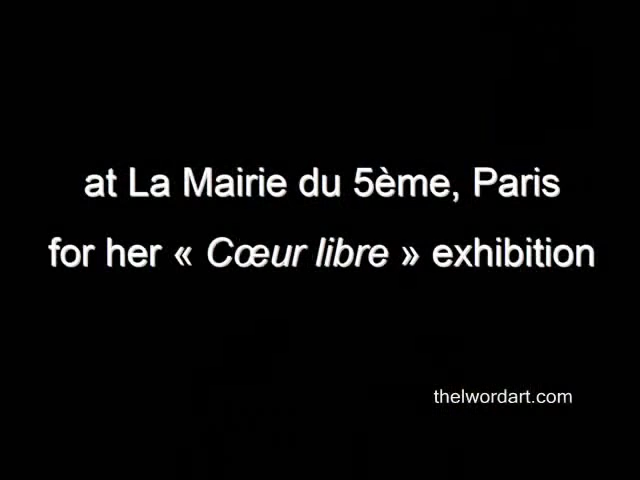 at La Mairie du 5ème, Paris
for her « Cœur libre » exhibition
thelwordart.com